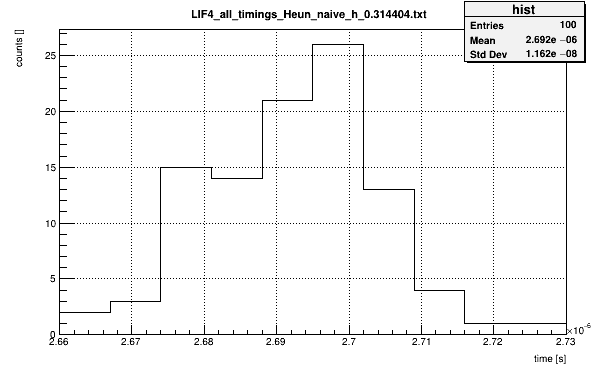 LIF4_all_timings_Heun_naive_h_0.314404.txt
hist
Entries 100
Mean 2.692e −06
Std Dev 1.162e −08
counts []
25
20
15
10
5
0
2.66 2.67 2.68 2.69 2.7 2.71 2.72 2.73
×10⁻⁶
time [s]